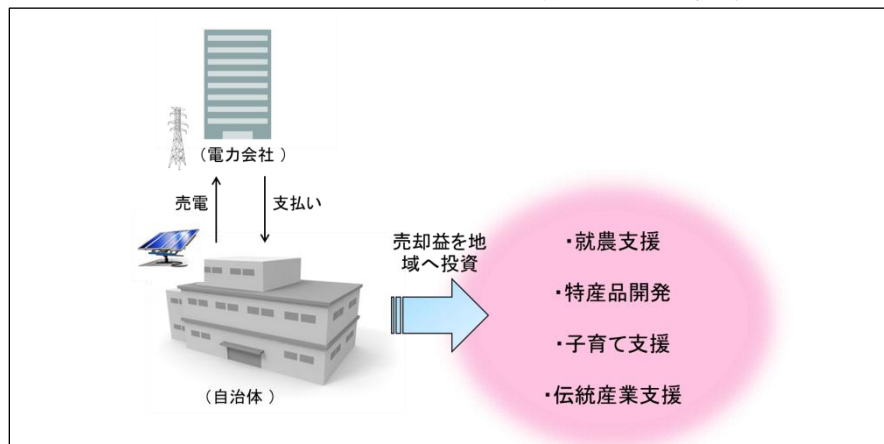 （電力会社）
売電
支払い
売却益を地
域へ投資
（自治体）
・就農支援
・特産品開発
・子育て支援
・伝統産業支援